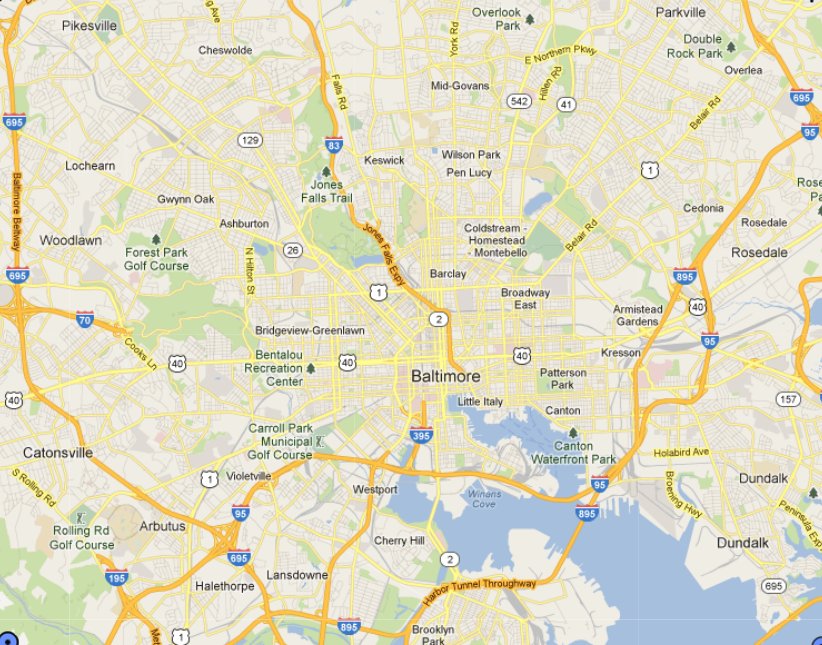 Pikesville
Overlook
Park
York Rd
Parkville
Double
Rock Park
Cheswolde
E Northern Pkwy
Overlea
Falls Rd
Mid-Govans
Hillen Rd
695
542
41
695
Belair Rd
95
129
83
Lochearn
Keswick
Wilson Park
Pen Lucy
1
Baltimore Beltway
Jones
Falls Trail
Gwynn Oak
Cedonia
Ashburton
Rosedale
Coldstream -
Homestead
- Montebello
Belair Rd
Jones Falls Expy
Woodlawn
Forest Park
Golf Course
26
Rosedale
N Hilton St
695
Barclay
895
1
Broadway
East
40
70
2
Armistead
Gardens
Bridgeview-Greenlawn
95
Cooks Ln
40
Bentalou
Recreation
Center
40
40
Kresson
Baltimore
Patterson
Park
40
Little Italy
Canton
157
Carroll Park
Municipal
Golf Course
395
Canton
Waterfront Park
Catonsville
Holabird Ave
S Rolling Rd
1
Violetville
95
Dundalk
Westport
Winans
Cove
Broening Hwy
95
895
Peninsula Exp
Rolling Rd
Golf Course
Arbutus
Cherry Hill
Dundalk
695
2
195
Lansdowne
Halethorpe
Harbor Tunnel Throughway
695
895
Brooklyn
Park
1